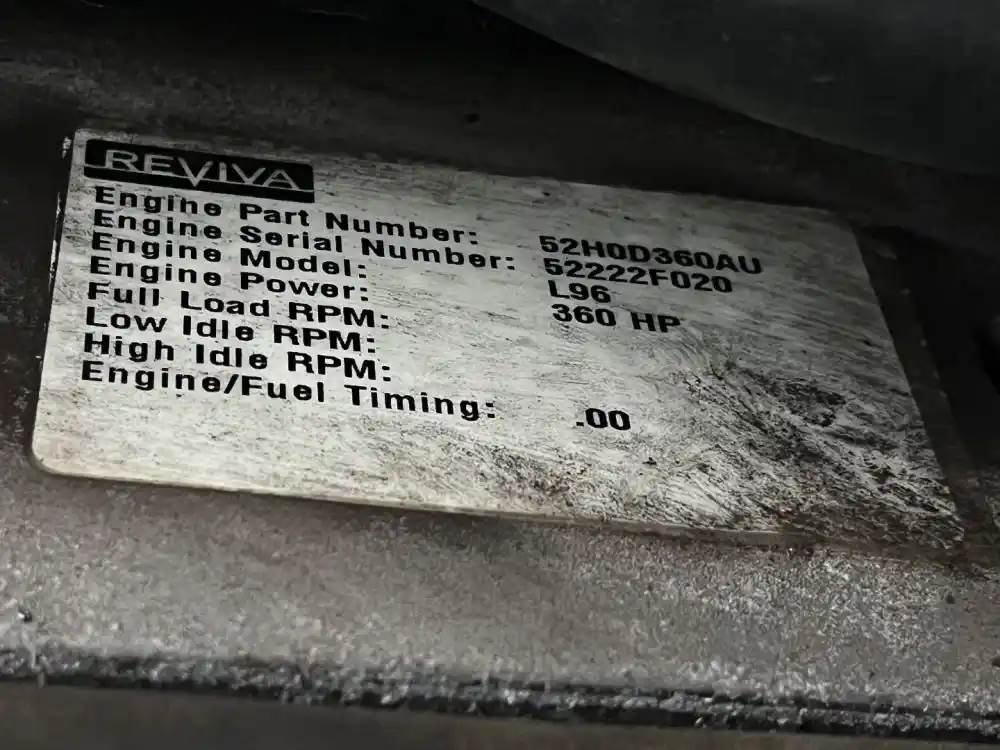 REVIVA
Engine Part Number: 52H0D360AU
Engine Serial Number: 52222F020
Engine Model: L96
Engine Power: 360 HP
Full Load RPM:
Low Idle RPM:
High Idle RPM:
Engine/Fuel Timing: .00